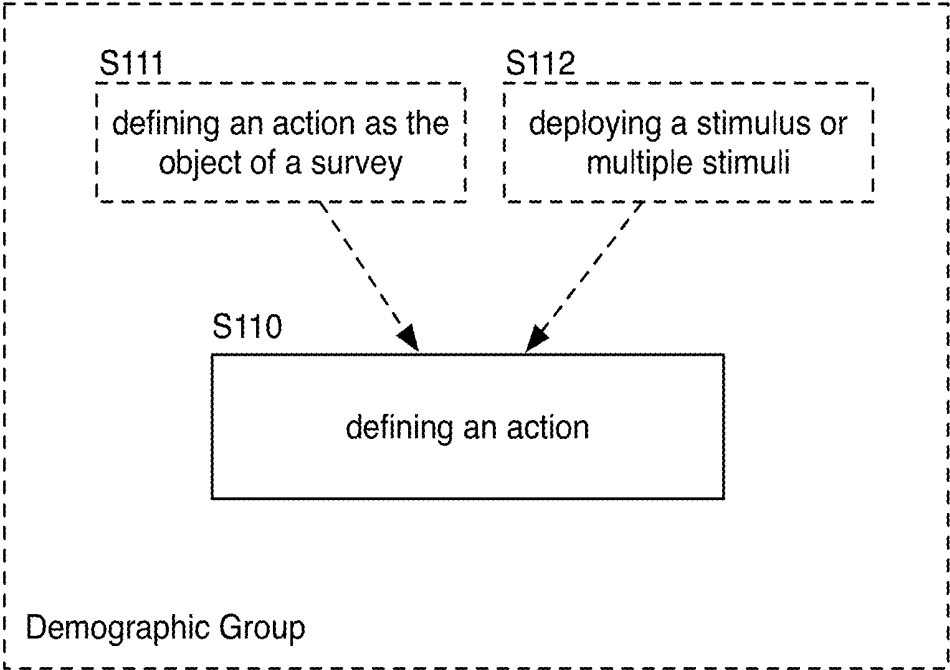 S111
defining an action as the
object of a survey
S112
deploying a stimulus or
multiple stimuli
S110
defining an action
Demographic Group